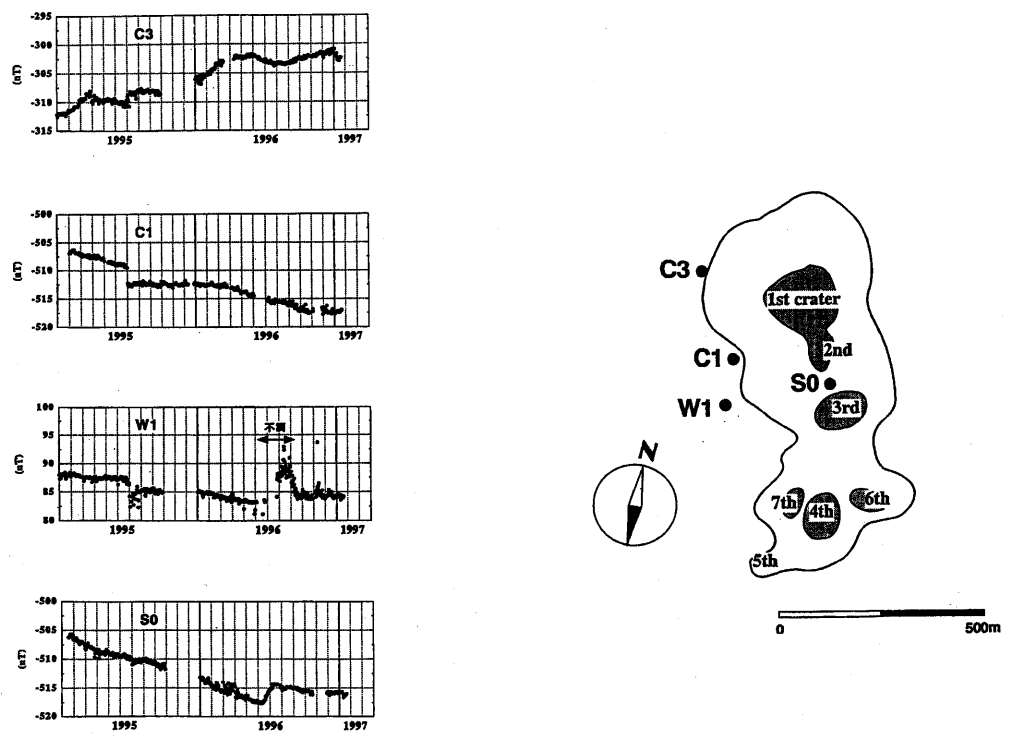 C3
-295
-300
-305
-310
-315
(nT)
1995 1996 1997
C1
-500
-505
-510
-515
-520
(nT)
1995 1996 1997
W1
不調
100
95
90
85
80
(nT)
1995 1996 1997
S0
-500
-505
-510
-515
-520
(nT)
1995 1996 1997
C3
1st crater
2nd
C1
S0
W1
3rd
N
7th
4th
6th
5th
0 500m